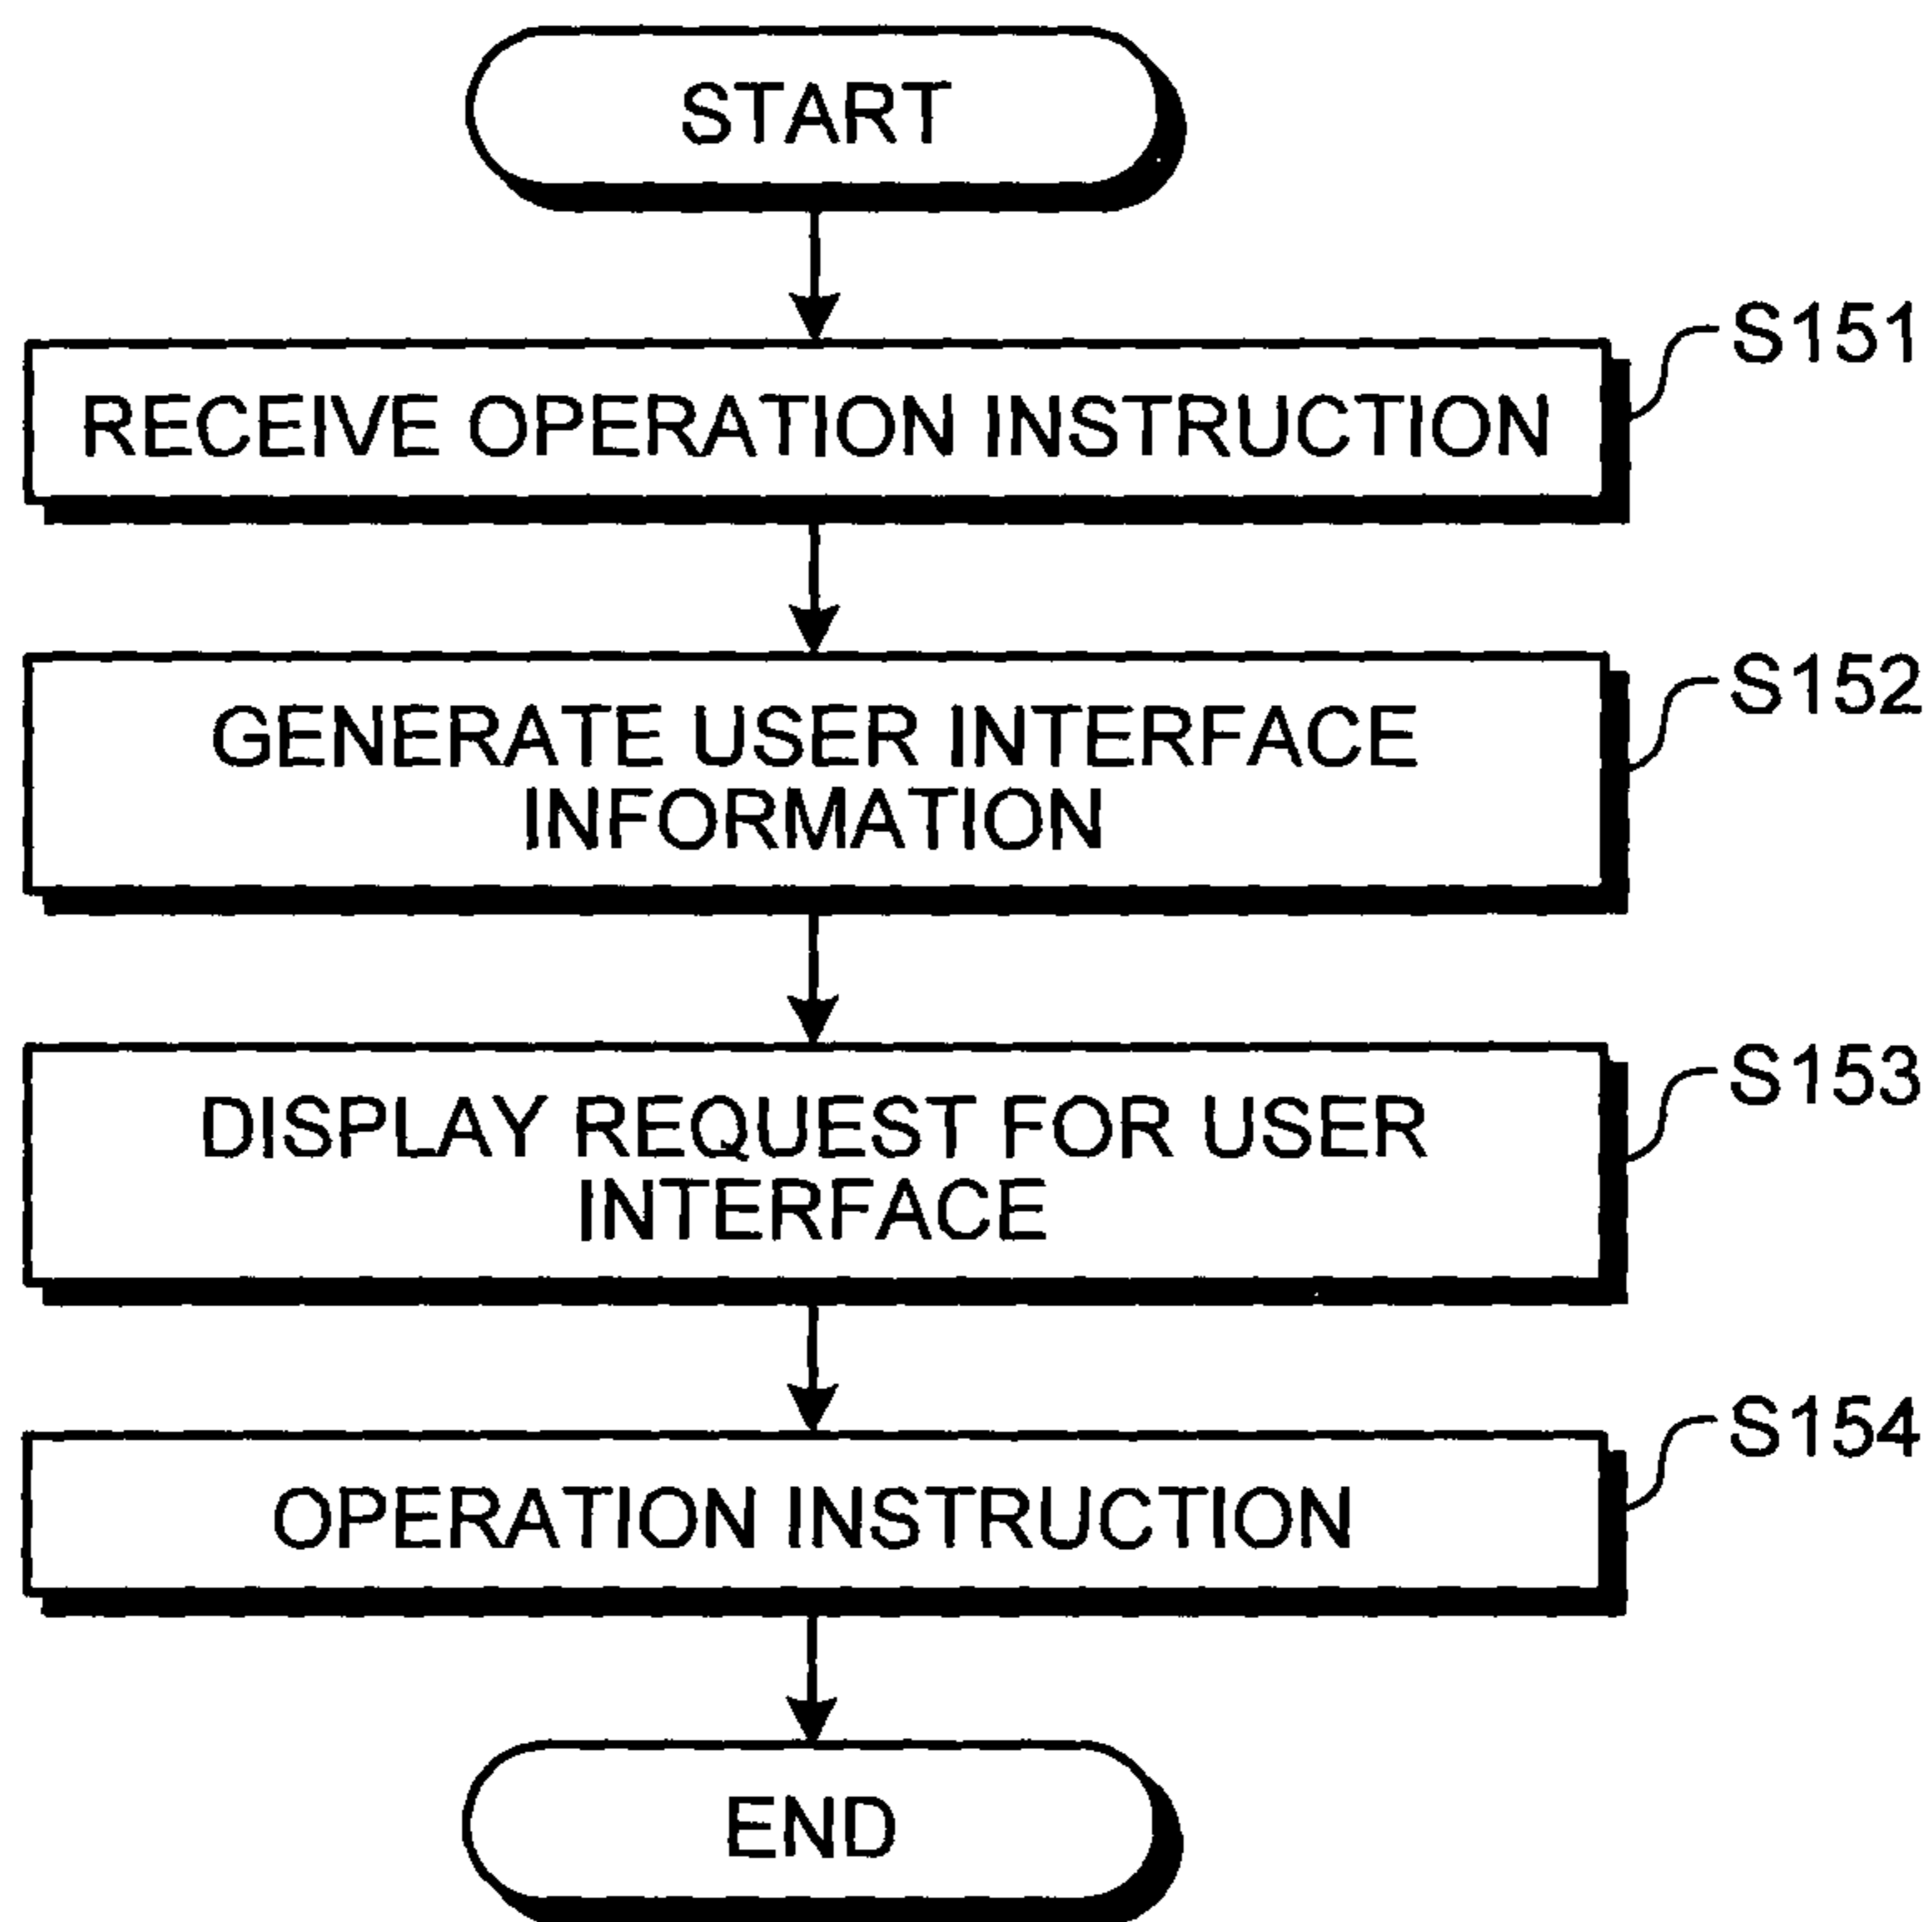 START
S151
RECEIVE OPERATION INSTRUCTION
S152
GENERATE USER INTERFACE
INFORMATION
S153
DISPLAY REQUEST FOR USER
INTERFACE
S154
OPERATION INSTRUCTION
END